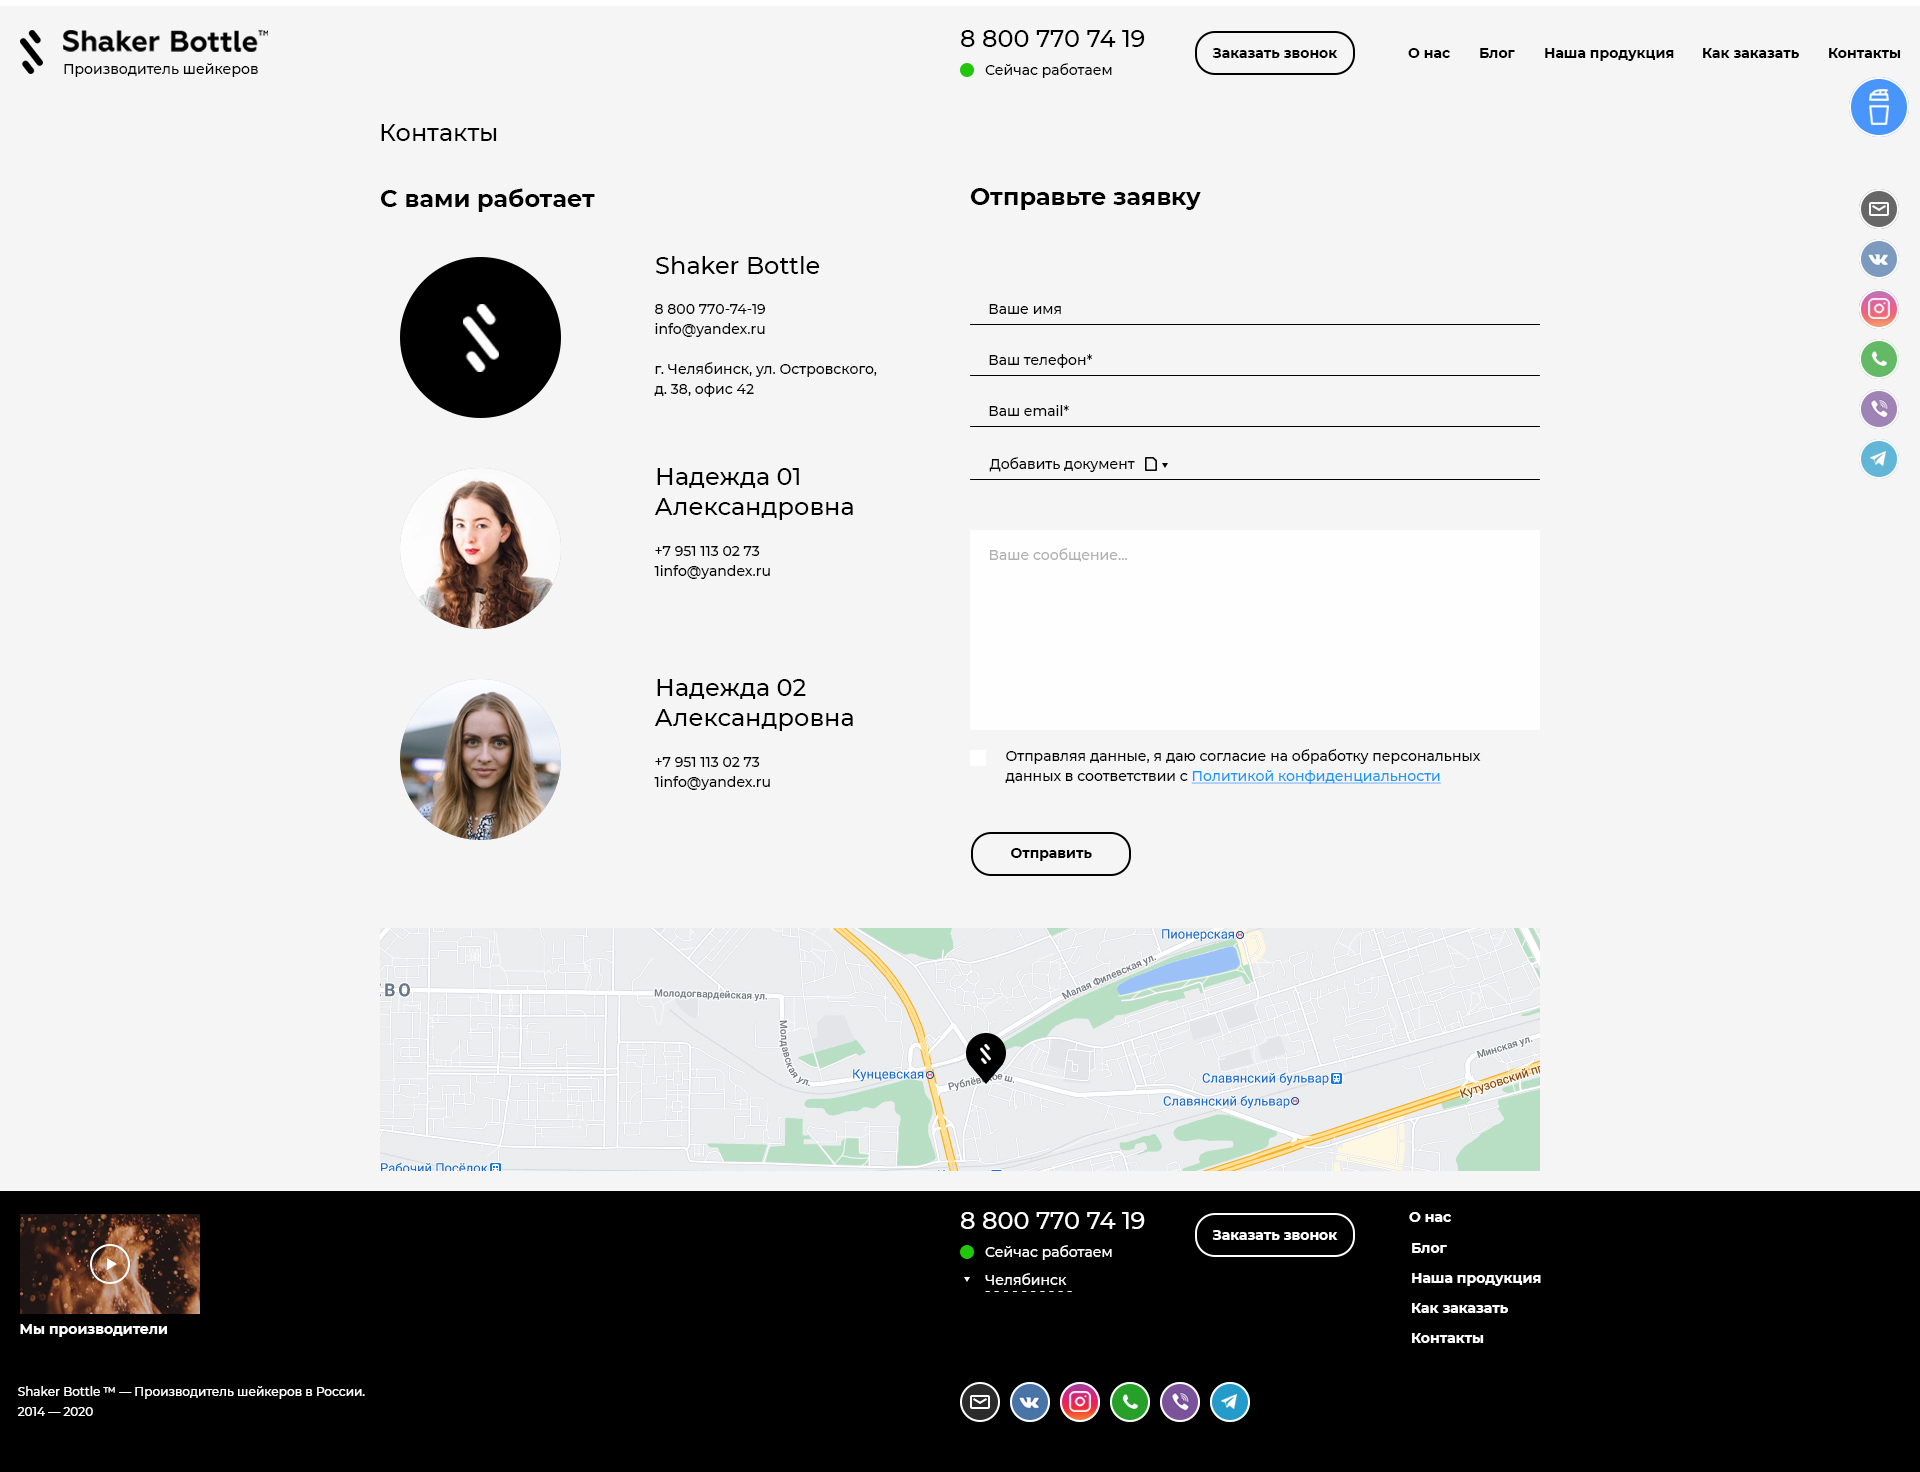 Shaker Bottle™
Производитель шейкеров
8 800 770 74 19
Сейчас работаем
Заказать звонок
О нас
Блог
Наша продукция
Как заказать
Контакты
Контакты
С вами работает
Shaker Bottle
8 800 770-74-19
info@yandex.ru
г. Челябинск, ул. Островского,
д. 38, офис 42
Надежда 01
Александровна
+7 951 113 02 73
1info@yandex.ru
Надежда 02
Александровна
+7 951 113 02 73
1info@yandex.ru
Отправьте заявку
Ваше имя
Ваш телефон*
Ваш email*
Добавить документ
Ваше сообщение...
Отправляя данные, я даю согласие на обработку персональных
данных в соответствии с Политикой конфиденциальности
Отправить
Пионерская
ЕВО
Молодогвардейская ул.
Малая Филевская ул.
Молдавская ул.
Кунцевская
Минская ул.
Славянский бульвар
Славянский бульвар
Кутузовский
Рабочий Посёлок
Мы производители
Shaker Bottle ™ — Производитель шейкеров в России.
2014 — 2020
8 800 770 74 19
Сейчас работаем
Челябинск
Заказать звонок
О нас
Блог
Наша продукция
Как заказать
Контакты